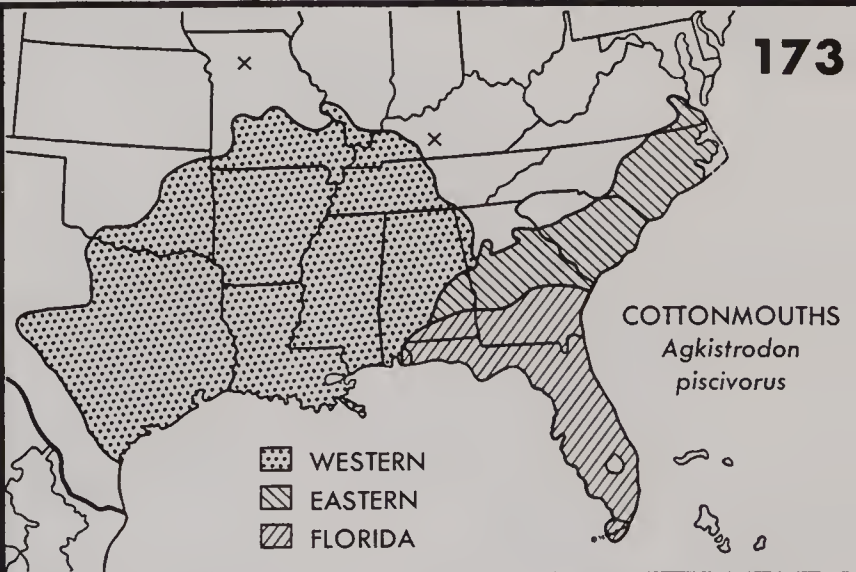 173
COTTONMOUTHS
Agkistrodon
piscivorus
WESTERN
EASTERN
FLORIDA